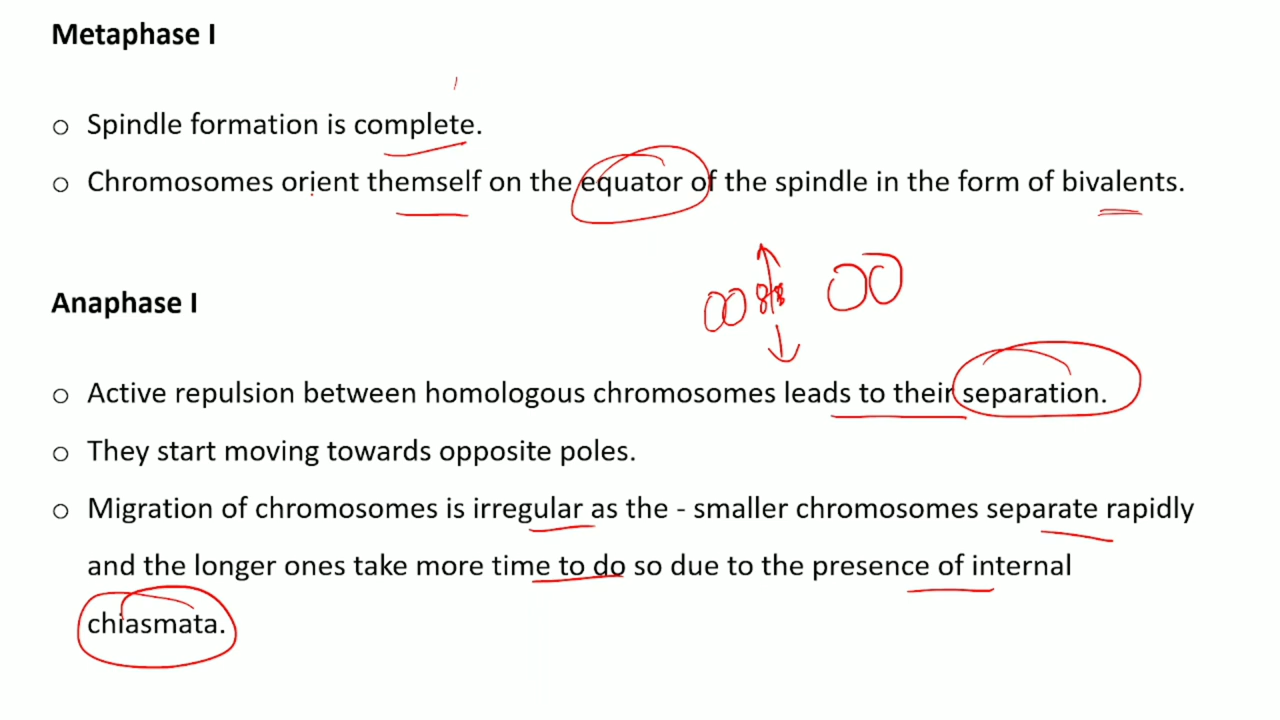 Metaphase I
o Spindle formation is complete.
o Chromosomes orient themself on the equator of the spindle in the form of bivalents.
Anaphase I
o Active repulsion between homologous chromosomes leads to their separation.
o They start moving towards opposite poles.
o Migration of chromosomes is irregular as the - smaller chromosomes separate rapidly
and the longer ones take more time to do so due to the presence of internal
chiasmata.